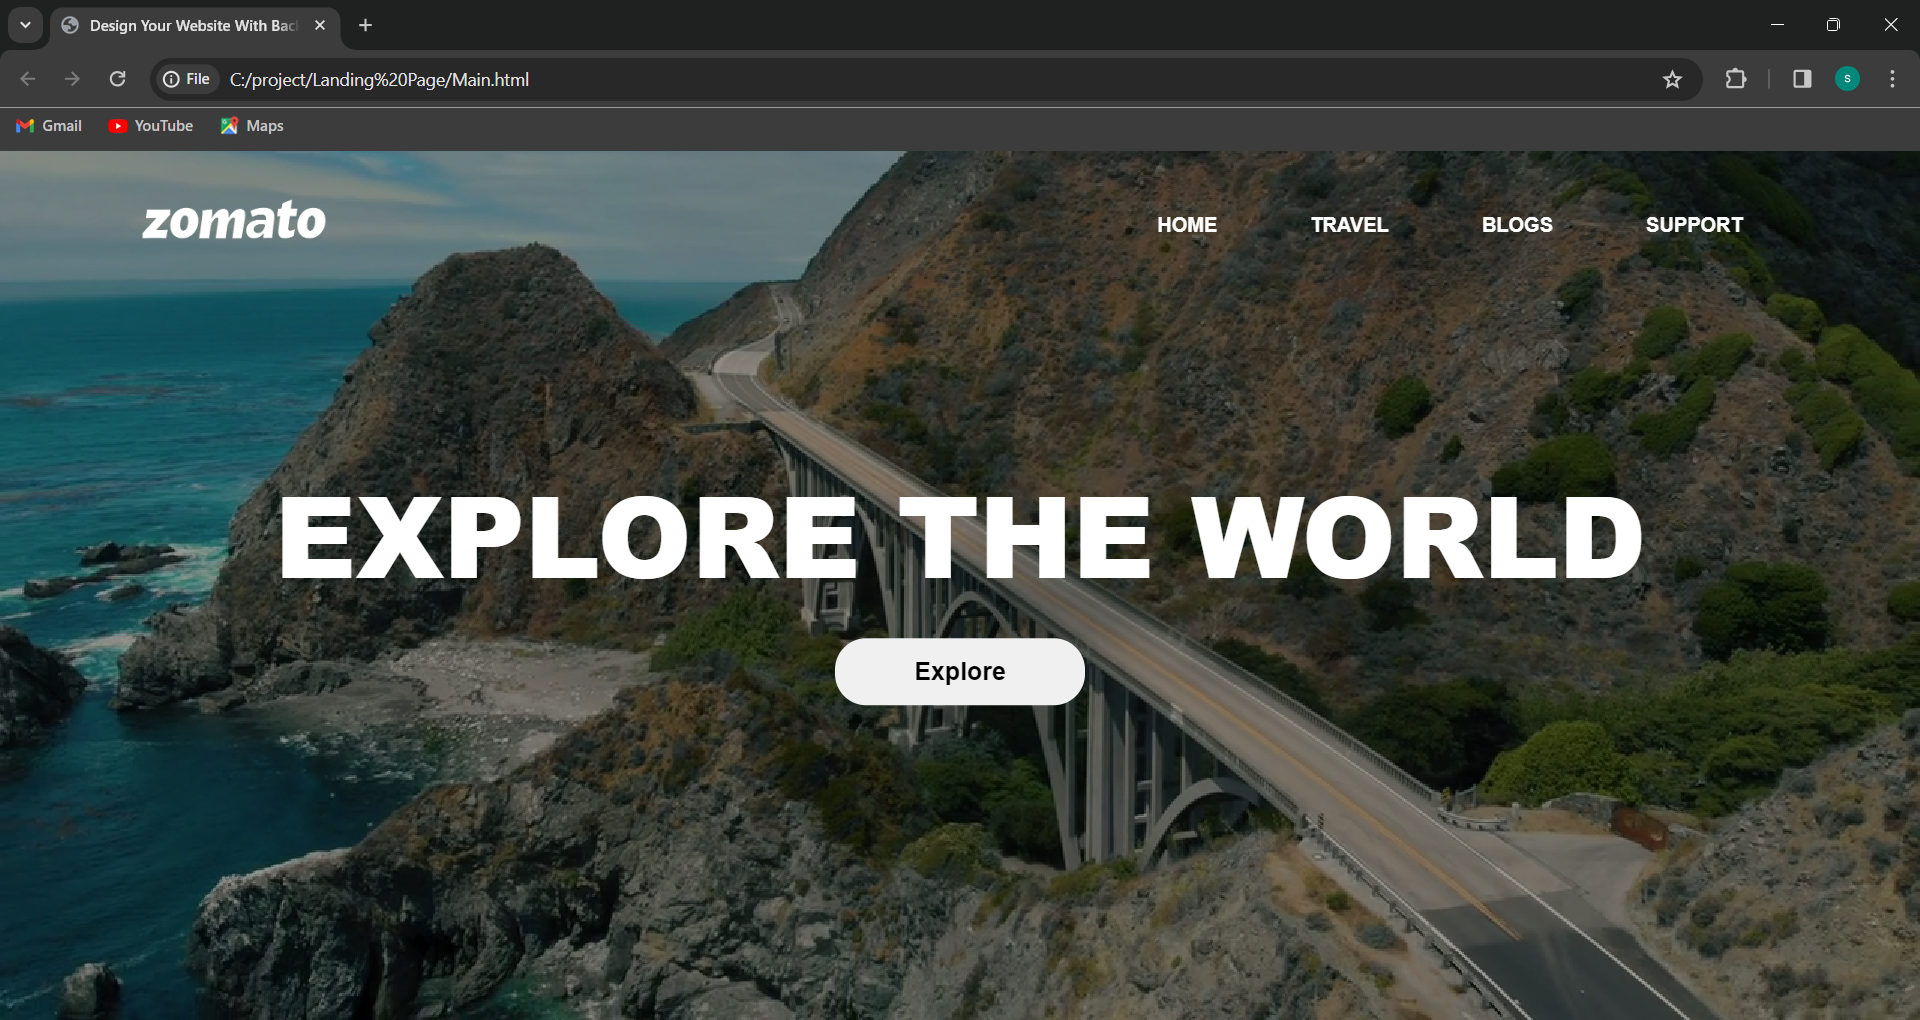 Design Your Website With Bac
File C:/project/Landing%20Page/Main.html
S
Gmail YouTube Maps
zomato HOME TRAVEL BLOGS SUPPORT
EXPLORE THE WORLD
Explore